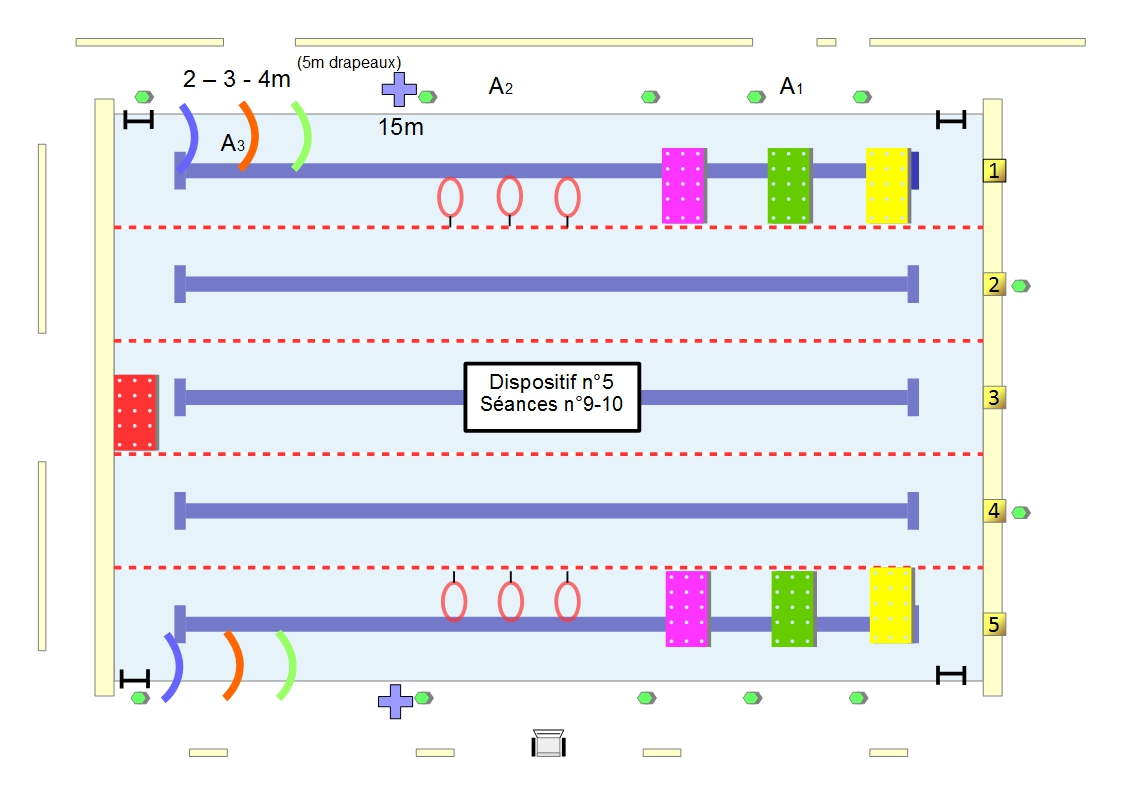 (5m drapeaux)
2 – 3 - 4m
A2
A1
15m
A3
1
2
Dispositif n°5
Séances n°9-10
3
4
5